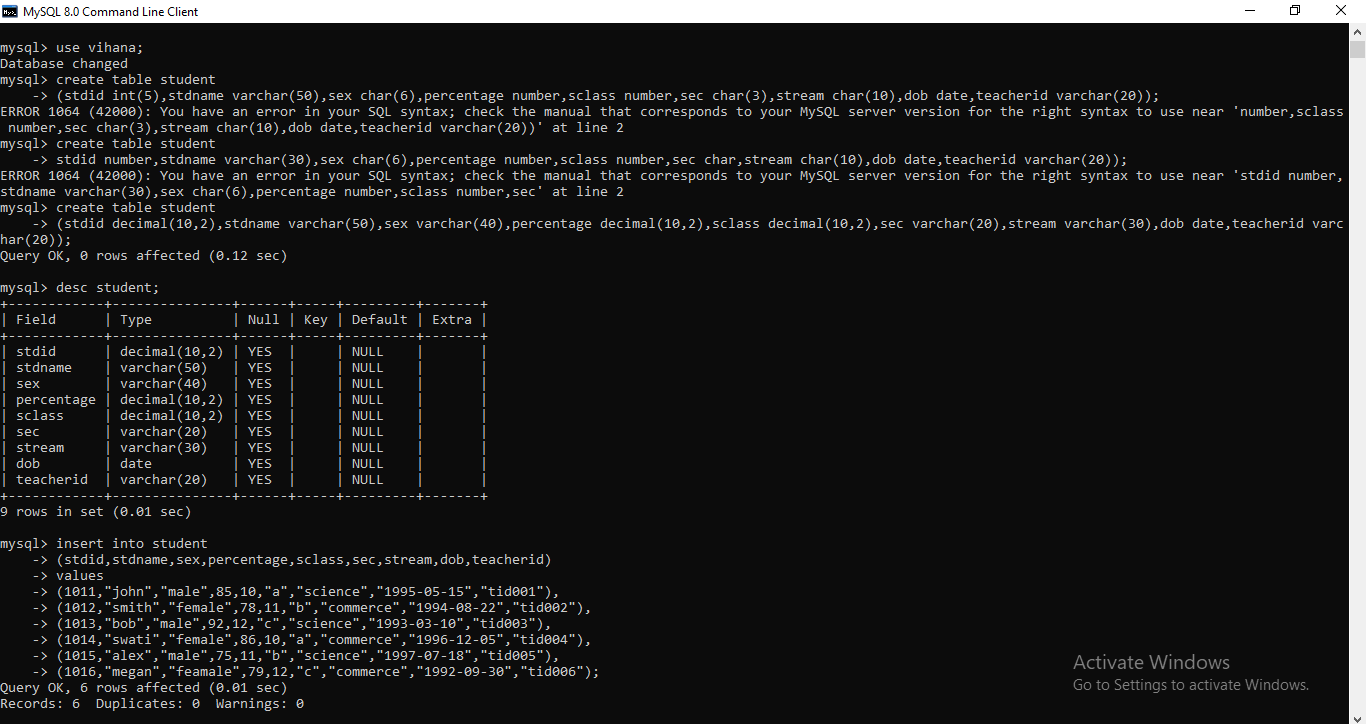 MySQL 8.0 Command Line Client
mysql> use vihana;
Database changed
mysql> create table student
    -> (stdid int(5),stdname varchar(50),sex char(6),percentage number,sclass number,sec char(3),stream char(10),dob date,teacherid varchar(20));
ERROR 1064 (42000): You have an error in your SQL syntax; check the manual that corresponds to your MySQL server version for the right syntax to use near 'number,sclass
 number,sec char(3),stream char(10),dob date,teacherid varchar(20))' at line 2
mysql> create table student
    -> stdid number,stdname varchar(30),sex char(6),percentage number,sclass number,sec char,stream char(10),dob date,teacherid varchar(20));
ERROR 1064 (42000): You have an error in your SQL syntax; check the manual that corresponds to your MySQL server version for the right syntax to use near 'stdid number,
stdname varchar(30),sex char(6),percentage number,sclass number,sec' at line 2
mysql> create table student
    -> (stdid decimal(10,2),stdname varchar(50),sex varchar(40),percentage decimal(10,2),sclass decimal(10,2),sec varchar(20),stream varchar(30),dob date,teacherid varc
har(20));
Query OK, 0 rows affected (0.12 sec)
mysql> desc student;
+------------+---------------+------+-----+---------+-------+
| Field      | Type          | Null | Key | Default | Extra |
+------------+---------------+------+-----+---------+-------+
| stdid      | decimal(10,2) | YES  |     | NULL    |       |
| stdname    | varchar(50)   | YES  |     | NULL    |       |
| sex        | varchar(40)   | YES  |     | NULL    |       |
| percentage | decimal(10,2) | YES  |     | NULL    |       |
| sclass     | decimal(10,2) | YES  |     | NULL    |       |
| sec        | varchar(20)   | YES  |     | NULL    |       |
| stream     | varchar(30)   | YES  |     | NULL    |       |
| dob        | date          | YES  |     | NULL    |       |
| teacherid  | varchar(20)   | YES  |     | NULL    |       |
+------------+---------------+------+-----+---------+-------+
9 rows in set (0.01 sec)
mysql> insert into student
    -> (stdid,stdname,sex,percentage,sclass,sec,stream,dob,teacherid)
    -> values
    -> (1011,"john","male",85,10,"a","science","1995-05-15","tid001"),
    -> (1012,"smith","female",78,11,"b","commerce","1994-08-22","tid002"),
    -> (1013,"bob","male",92,12,"c","science","1993-03-10","tid003"),
    -> (1014,"swati","female",86,10,"a","commerce","1996-12-05","tid004"),
    -> (1015,"alex","male",75,11,"b","science","1997-07-18","tid005"),
    -> (1016,"megan","feamale",79,12,"c","commerce","1992-09-30","tid006");
Query OK, 6 rows affected (0.01 sec)
Records: 6  Duplicates: 0  Warnings: 0
Activate Windows
Go to Settings to activate Windows.